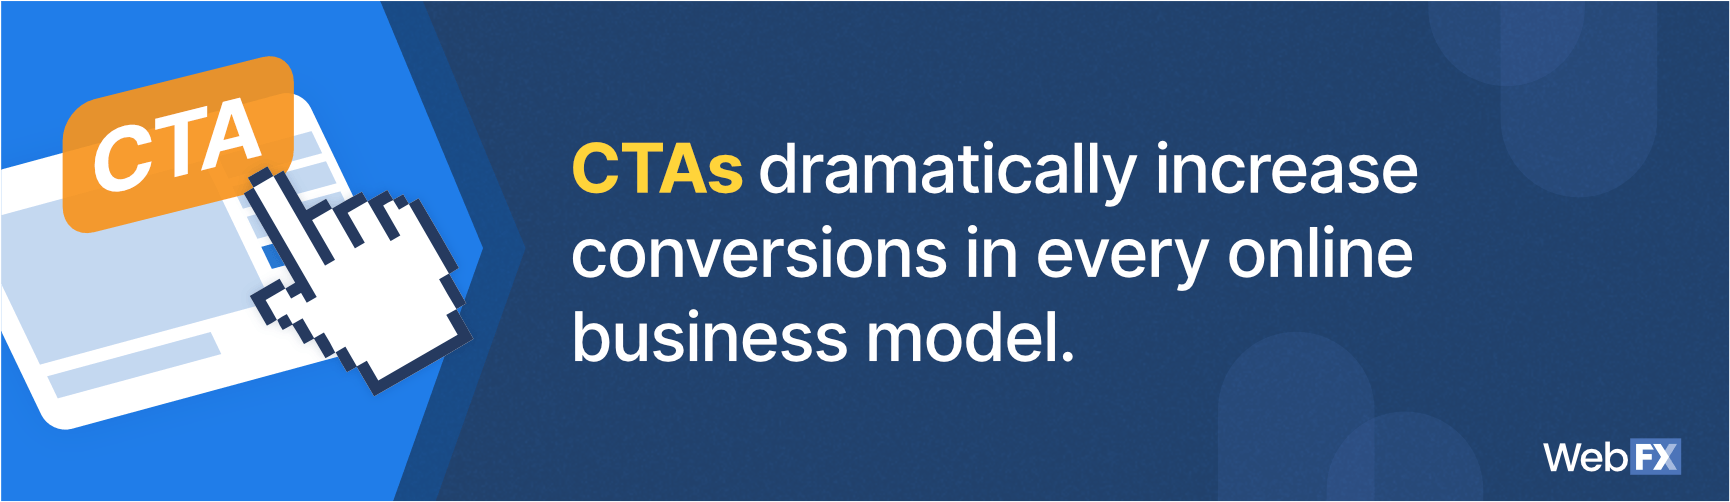 CTA
CTAs dramatically increase
conversions in every online
business model.
WebFX